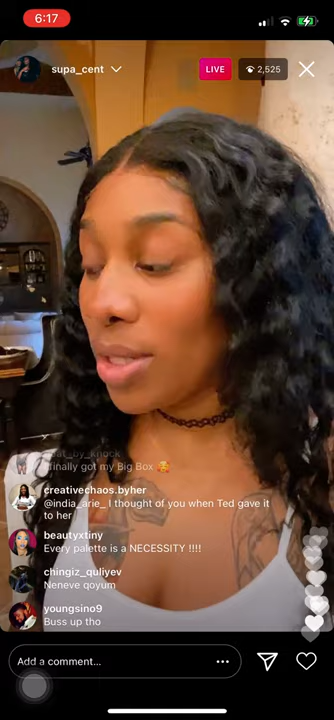 6:17
supa_cent
LIVE
2,525
finally got my Big Box 🥰
creativechaos.byher
@india_arie_ I thought of you when Ted gave it
to her
beautyxtiny
Every palette is a NECESSITY !!!!
chingiz_quliyev
Neneve qoyum
youngsino9
Buss up tho
Add a comment...